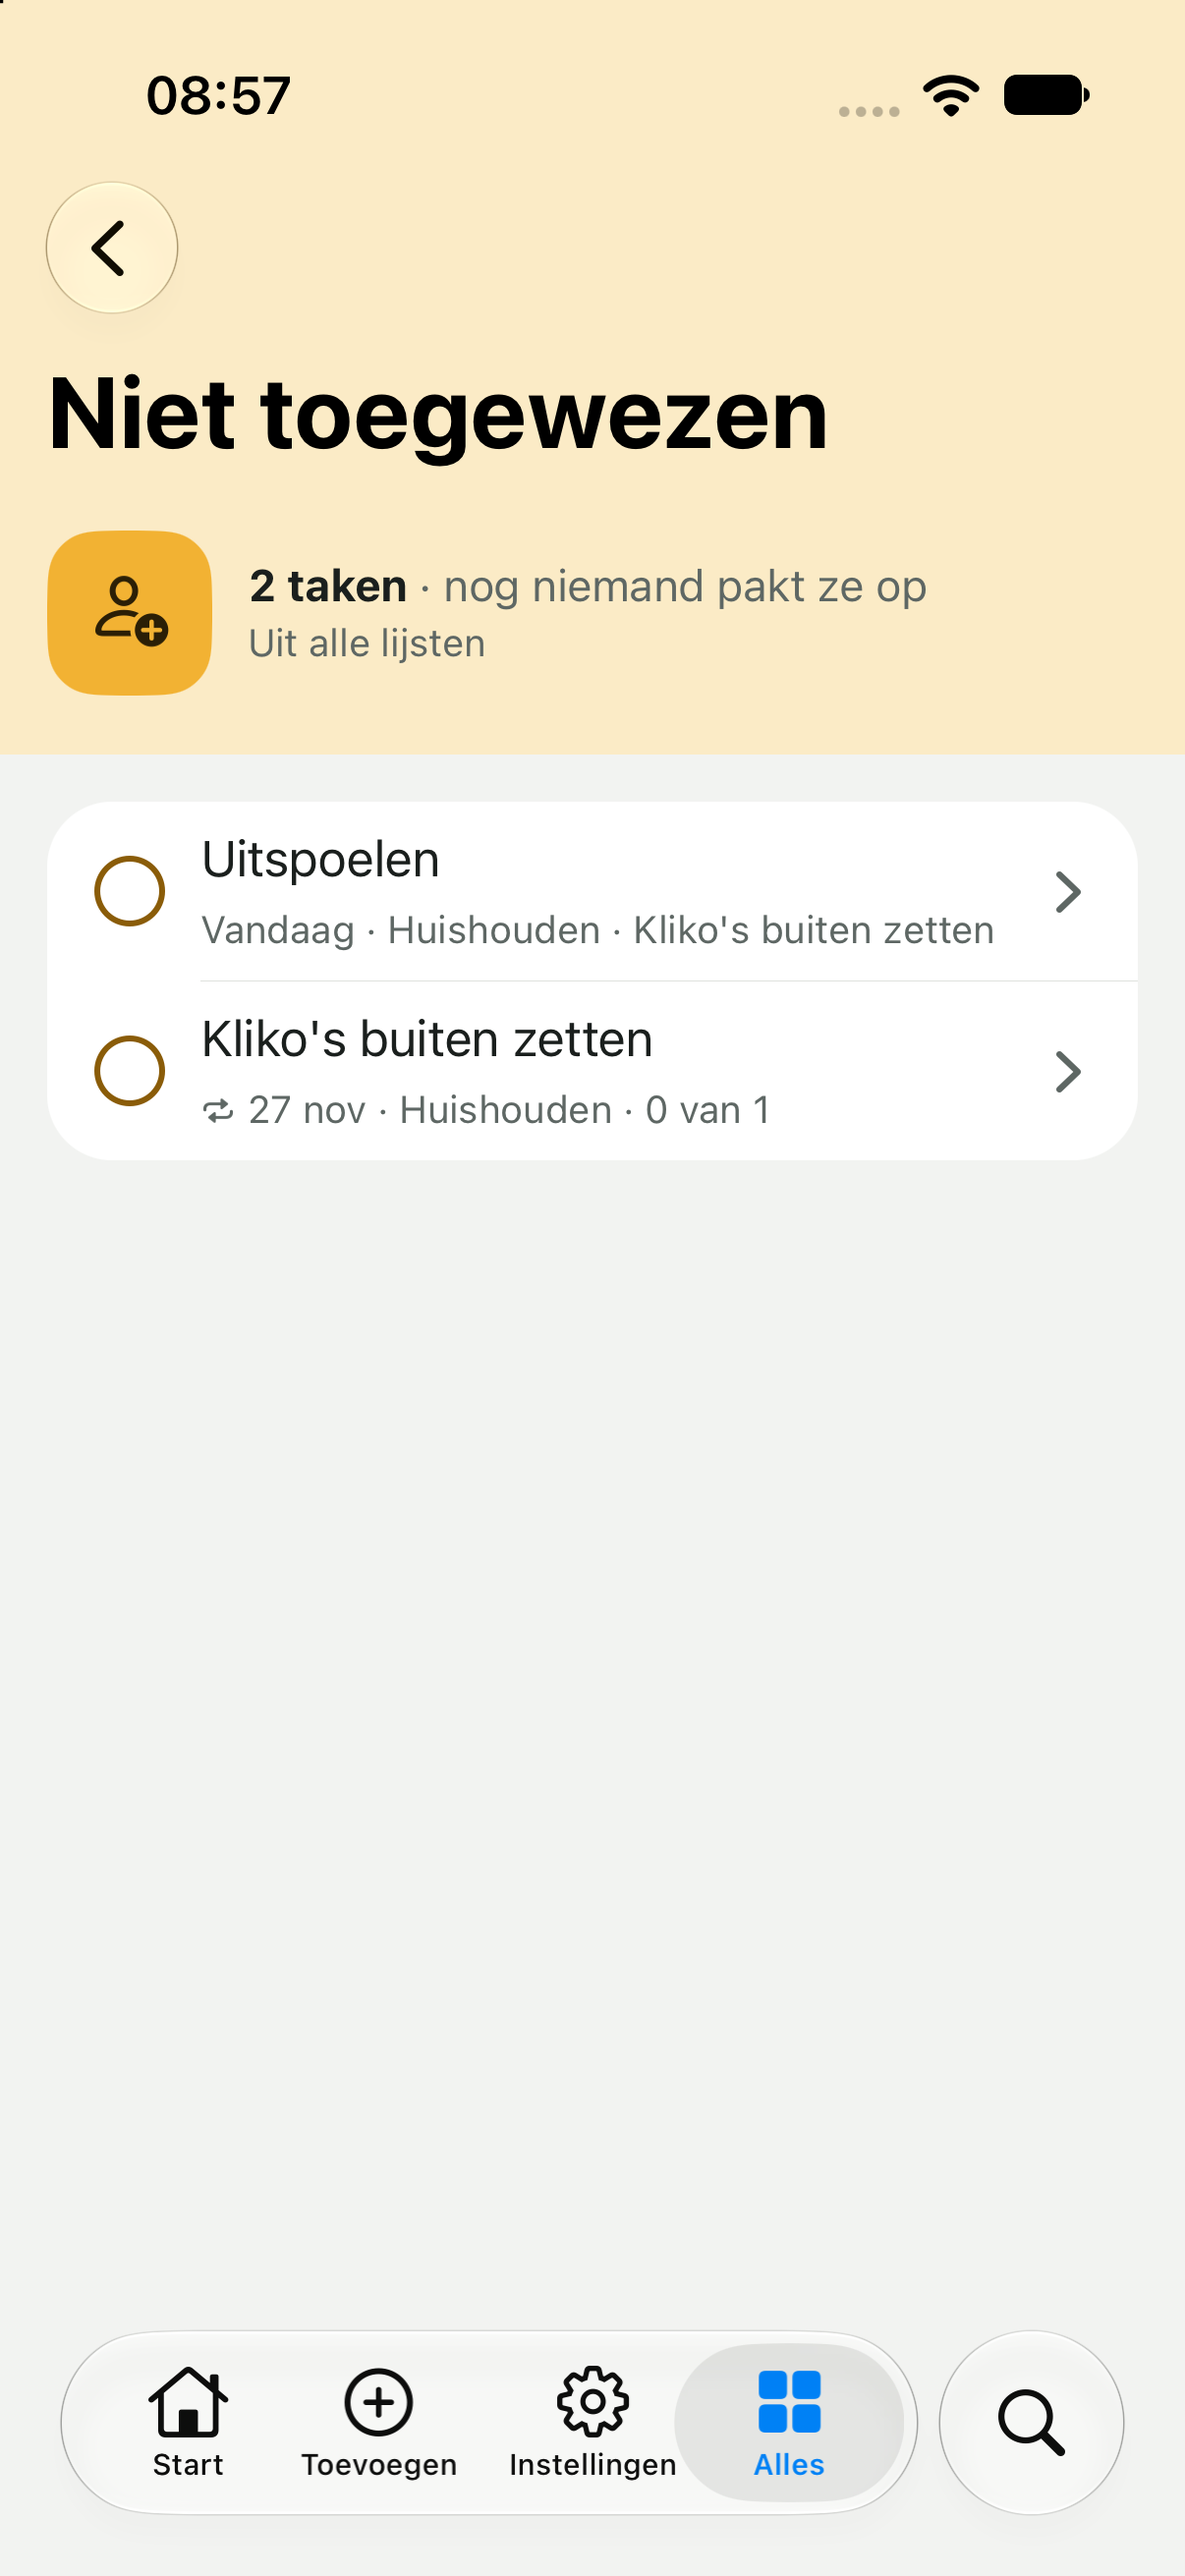 08:57
Niet toegewezen
2 taken · nog niemand pakt ze op
Uit alle lijsten
Uitspoelen
Vandaag · Huishouden · Kliko's buiten zetten
Kliko's buiten zetten
27 nov · Huishouden · 0 van 1
Start
Toevoegen
Instellingen
Alles